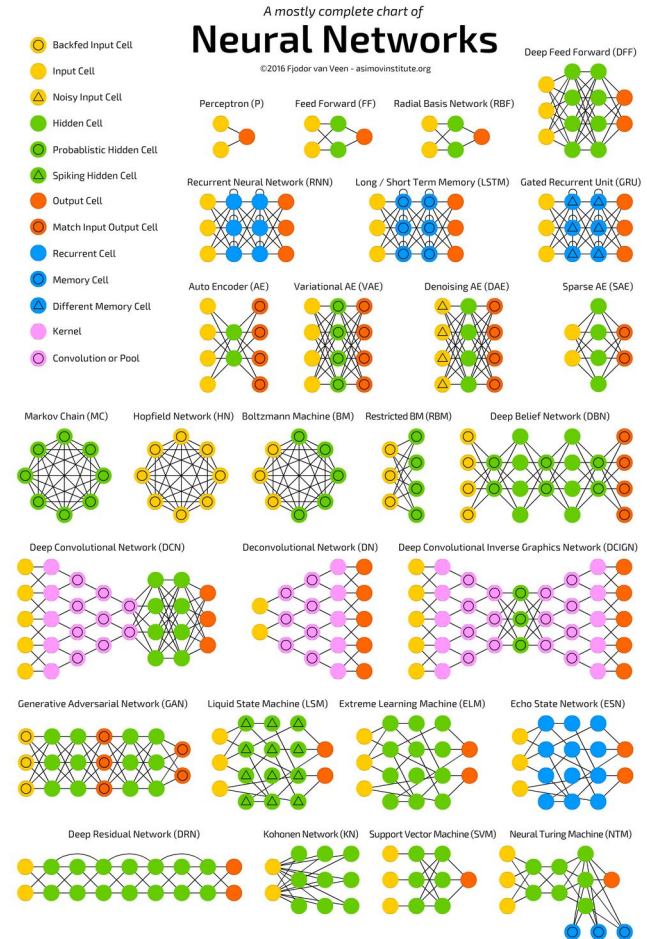 A mostly complete chart of
Neural Networks
©2016 Fjodor van Veen - asimovinstitute.org
Backfed Input Cell
Input Cell
Noisy Input Cell
Hidden Cell
Probablistic Hidden Cell
Spiking Hidden Cell
Output Cell
Match Input Output Cell
Recurrent Cell
Memory Cell
Different Memory Cell
Kernel
Convolution or Pool
Perceptron (P)
Feed Forward (FF)
Radial Basis Network (RBF)
Deep Feed Forward (DFF)
Recurrent Neural Network (RNN)
Long / Short Term Memory (LSTM)
Gated Recurrent Unit (GRU)
Auto Encoder (AE)
Variational AE (VAE)
Denoising AE (DAE)
Sparse AE (SAE)
Markov Chain (MC)
Hopfield Network (HN)
Boltzmann Machine (BM)
Restricted BM (RBM)
Deep Belief Network (DBN)
Deep Convolutional Network (DCN)
Deconvolutional Network (DN)
Deep Convolutional Inverse Graphics Network (DCIGN)
Generative Adversarial Network (GAN)
Liquid State Machine (LSM)
Extreme Learning Machine (ELM)
Echo State Network (ESN)
Deep Residual Network (DRN)
Kohonen Network (KN)
Support Vector Machine (SVM)
Neural Turing Machine (NTM)